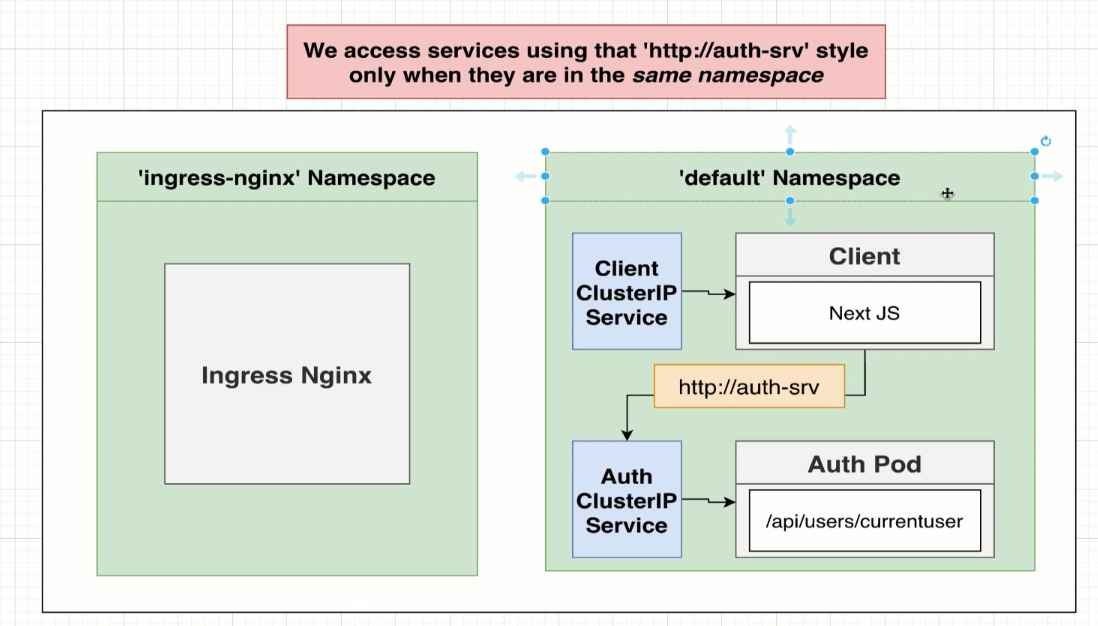 We access services using that 'http://auth-srv' style
only when they are in the same namespace
'ingress-nginx' Namespace
Ingress Nginx
'default' Namespace
Client
ClusterIP
Service
Client
Next JS
http://auth-srv
Auth
ClusterIP
Service
Auth Pod
/api/users/currentuser